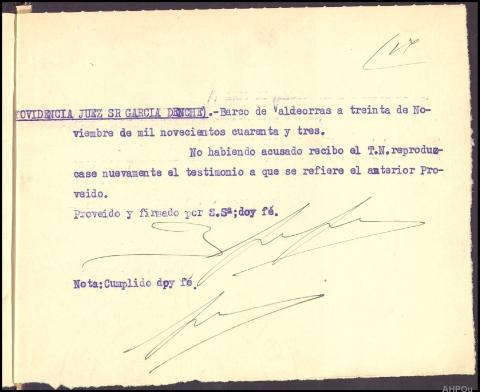 OVIDENCIA JUEZ SR GARCIA DENCHE).-Barco de Valdeorras a treinta de No-
viembre de mil novecientos cuarenta y tres.
No habiendo acusado recibo el T.N.reproduz-
case nuevamente el testimonio a que se refiere el anterior Pro-
veido.
Proveido y firmado por S.Sª;doy fé.
Nota:Cumplido dpy fé.
AHPOu